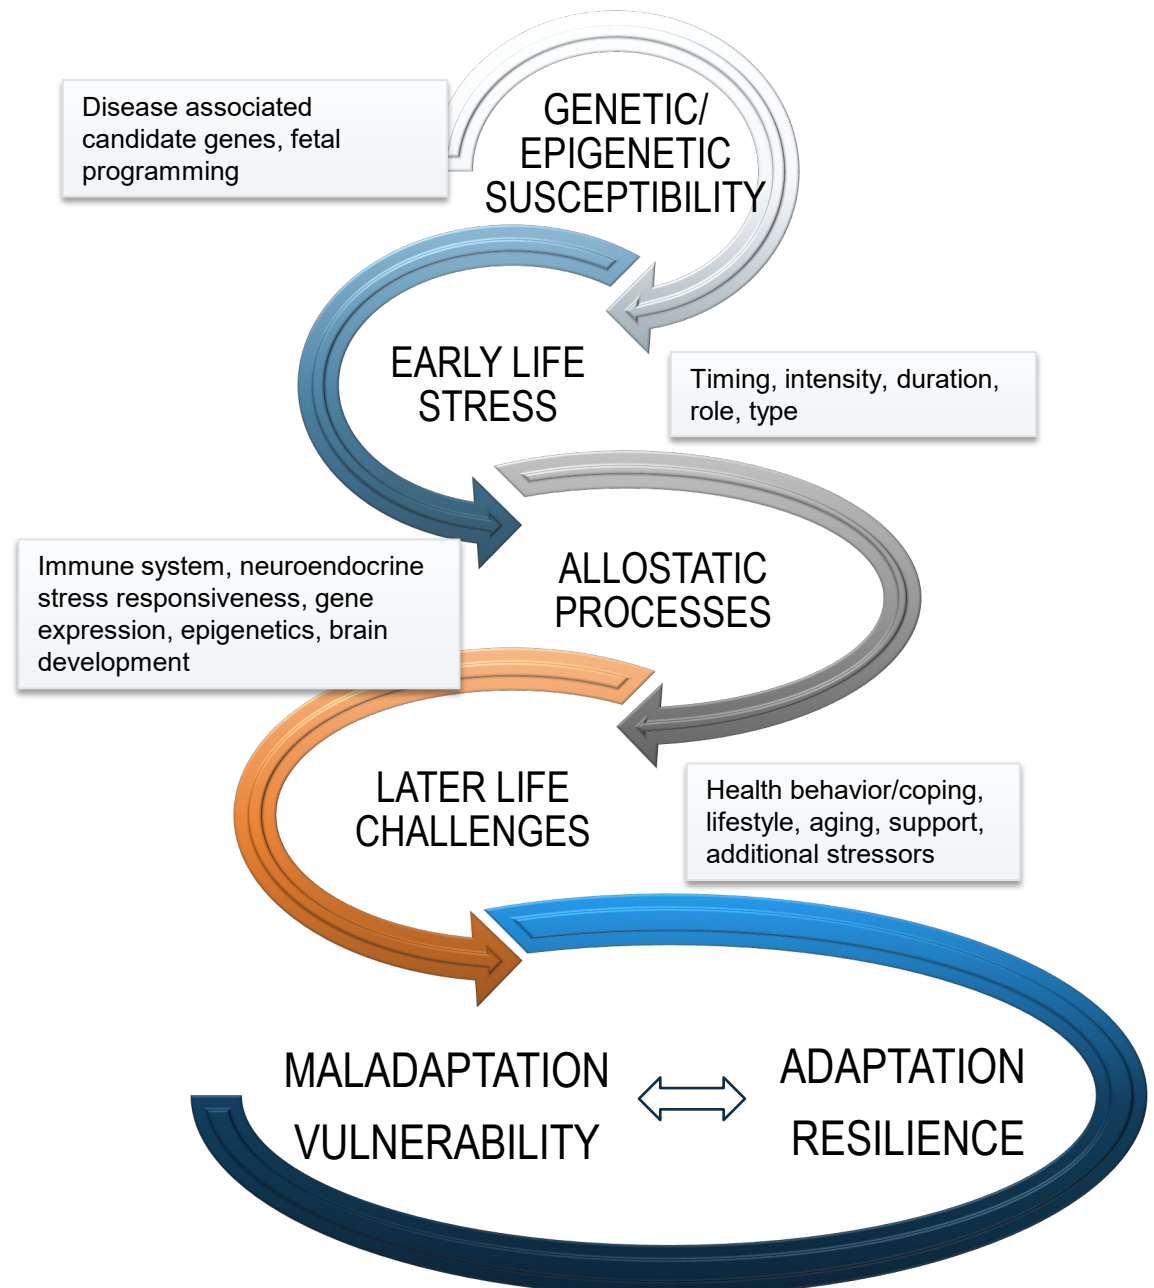 Disease associated
candidate genes, fetal
programming
GENETIC/
EPIGENETIC
SUSCEPTIBILITY
EARLY LIFE
STRESS
Timing, intensity, duration,
role, type
Immune system, neuroendocrine
stress responsiveness, gene
expression, epigenetics, brain
development
ALLOSTATIC
PROCESSES
LATER LIFE
CHALLENGES
Health behavior/coping,
lifestyle, aging, support,
additional stressors
MALADAPTATION
VULNERABILITY
ADAPTATION
RESILIENCE